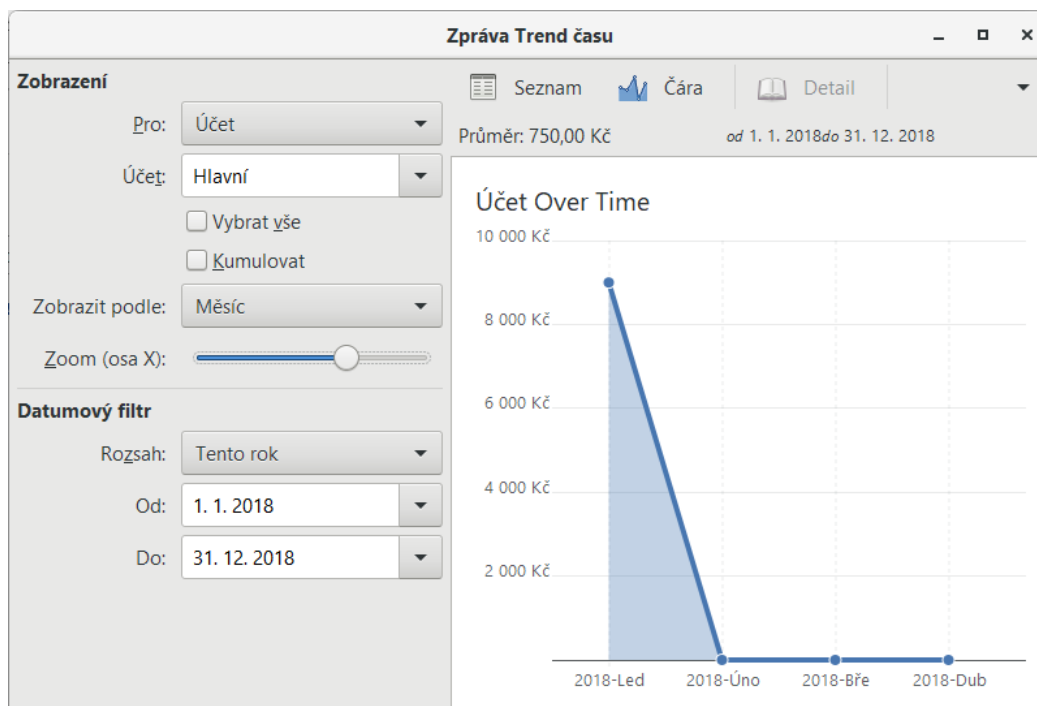 Zpráva Trend času
Zobrazení
Pro: Účet
Účet: Hlavní
Vybrat vše
Kumulovat
Zobrazit podle: Měsíc
Zoom (osa X):
Datumový filtr
Rozsah: Tento rok
Od: 1. 1. 2018
Do: 31. 12. 2018
Seznam Čára Detail
Průměr: 750,00 Kč od 1. 1. 2018do 31. 12. 2018
Účet Over Time
10 000 Kč
8 000 Kč
6 000 Kč
4 000 Kč
2 000 Kč
2018-Led 2018-Úno 2018-Bře 2018-Dub